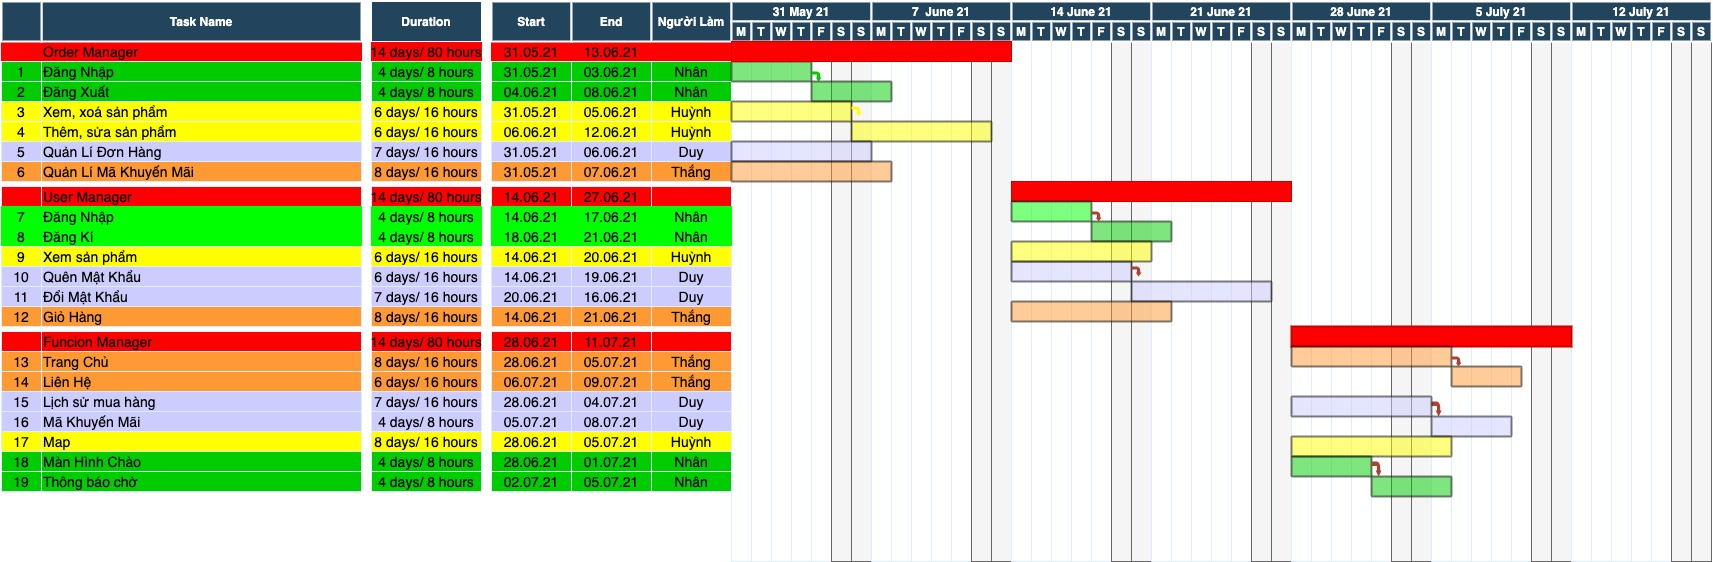 Task Name Duration Start End Người Làm 31 May 21 7 June 21 14 June 21 21 June 21 28 June 21 5 July 21 12 July 21
M T W T F S S M T W T F S S M T W T F S S M T W T F S S M T W T F S S M T W T F S S M T W T F S S
Order Manager 14 days/ 80 hours 31.05.21 13.06.21
1 Đăng Nhập 4 days/ 8 hours 31.05.21 03.06.21 Nhân
2 Đăng Xuất 4 days/ 8 hours 04.06.21 08.06.21 Nhân
3 Xem, xoá sản phẩm 6 days/ 16 hours 31.05.21 05.06.21 Huỳnh
4 Thêm, sửa sản phẩm 6 days/ 16 hours 06.06.21 12.06.21 Huỳnh
5 Quản Lí Đơn Hàng 7 days/ 16 hours 31.05.21 06.06.21 Duy
6 Quản Lí Mã Khuyến Mãi 8 days/ 16 hours 31.05.21 07.06.21 Thắng
User Manager 14 days/ 80 hours 14.06.21 27.06.21
7 Đăng Nhập 4 days/ 8 hours 14.06.21 17.06.21 Nhân
8 Đăng Kí 4 days/ 8 hours 18.06.21 21.06.21 Nhân
9 Xem sản phẩm 6 days/ 16 hours 14.06.21 20.06.21 Huỳnh
10 Quên Mật Khẩu 6 days/ 16 hours 14.06.21 19.06.21 Duy
11 Đổi Mật Khẩu 7 days/ 16 hours 20.06.21 16.06.21 Duy
12 Giỏ Hàng 8 days/ 16 hours 14.06.21 21.06.21 Thắng
Funcion Manager 14 days/ 80 hours 28.06.21 11.07.21
13 Trang Chủ 8 days/ 16 hours 28.06.21 05.07.21 Thắng
14 Liên Hệ 6 days/ 16 hours 06.07.21 09.07.21 Thắng
15 Lịch sử mua hàng 7 days/ 16 hours 28.06.21 04.07.21 Duy
16 Mã Khuyến Mãi 4 days/ 8 hours 05.07.21 08.07.21 Duy
17 Map 8 days/ 16 hours 28.06.21 05.07.21 Huỳnh
18 Màn Hình Chào 4 days/ 8 hours 28.06.21 01.07.21 Nhân
19 Thông báo chờ 4 days/ 8 hours 02.07.21 05.07.21 Nhân